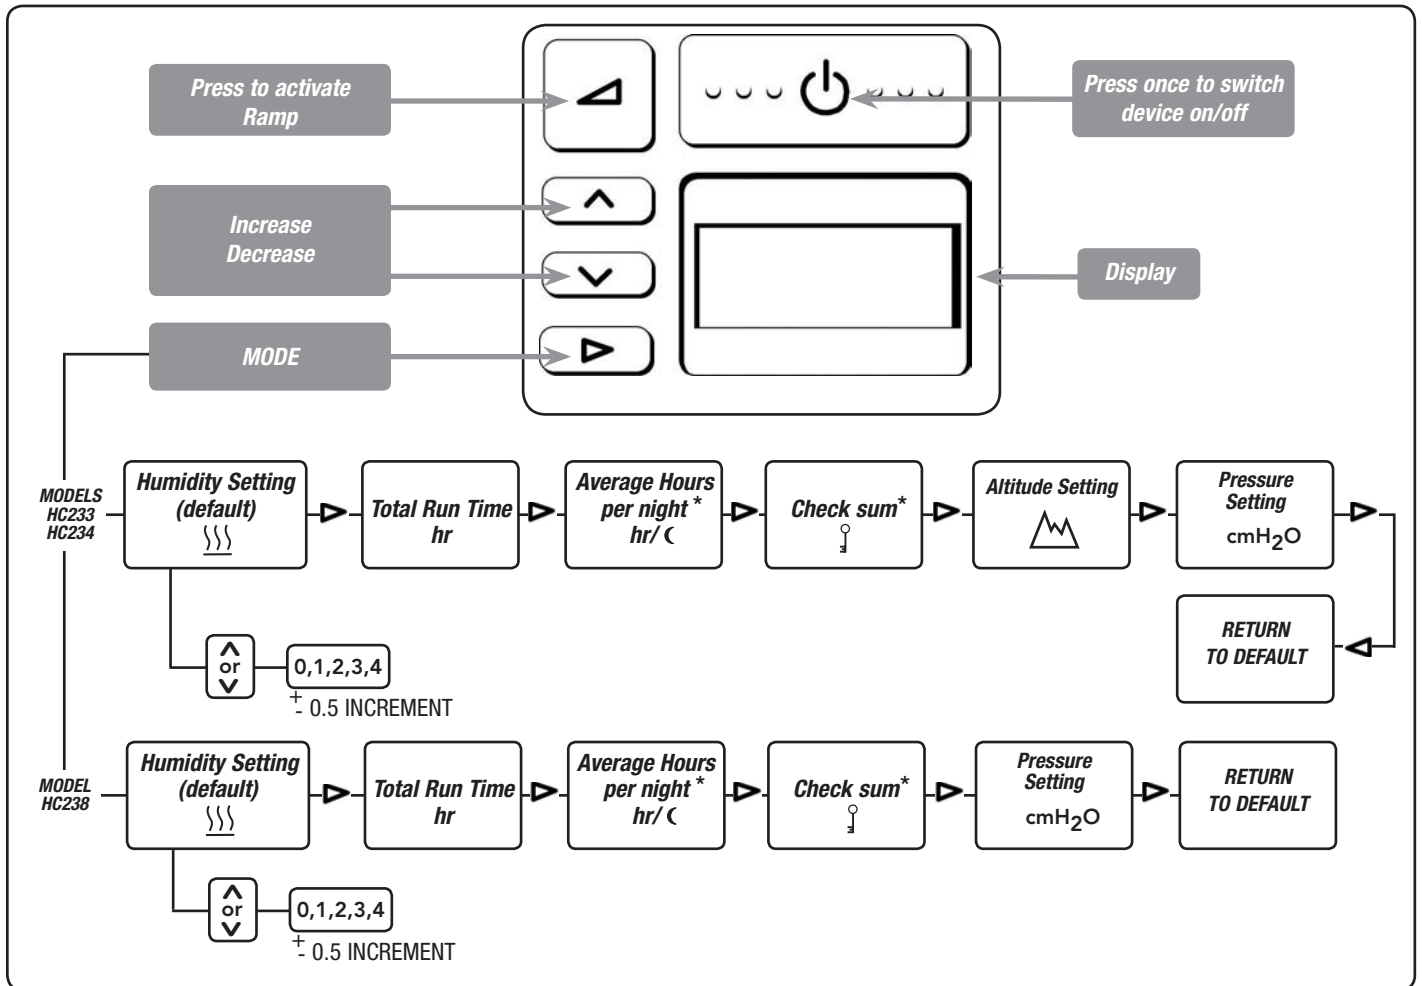 Press to activate
Ramp
Press once to switch
device on/off
Increase
Decrease
Display
MODE
MODELS
HC233
HC234
Humidity Setting
(default)
Total Run Time
hr
Average Hours
per night *
hr/
Check sum*
Altitude Setting
Pressure
Setting
cmH2O
RETURN
TO DEFAULT
or
0,1,2,3,4
+
- 0.5 INCREMENT
MODEL
HC238
Humidity Setting
(default)
Total Run Time
hr
Average Hours
per night *
hr/
Check sum*
Pressure
Setting
cmH2O
RETURN
TO DEFAULT
or
0,1,2,3,4
+
- 0.5 INCREMENT